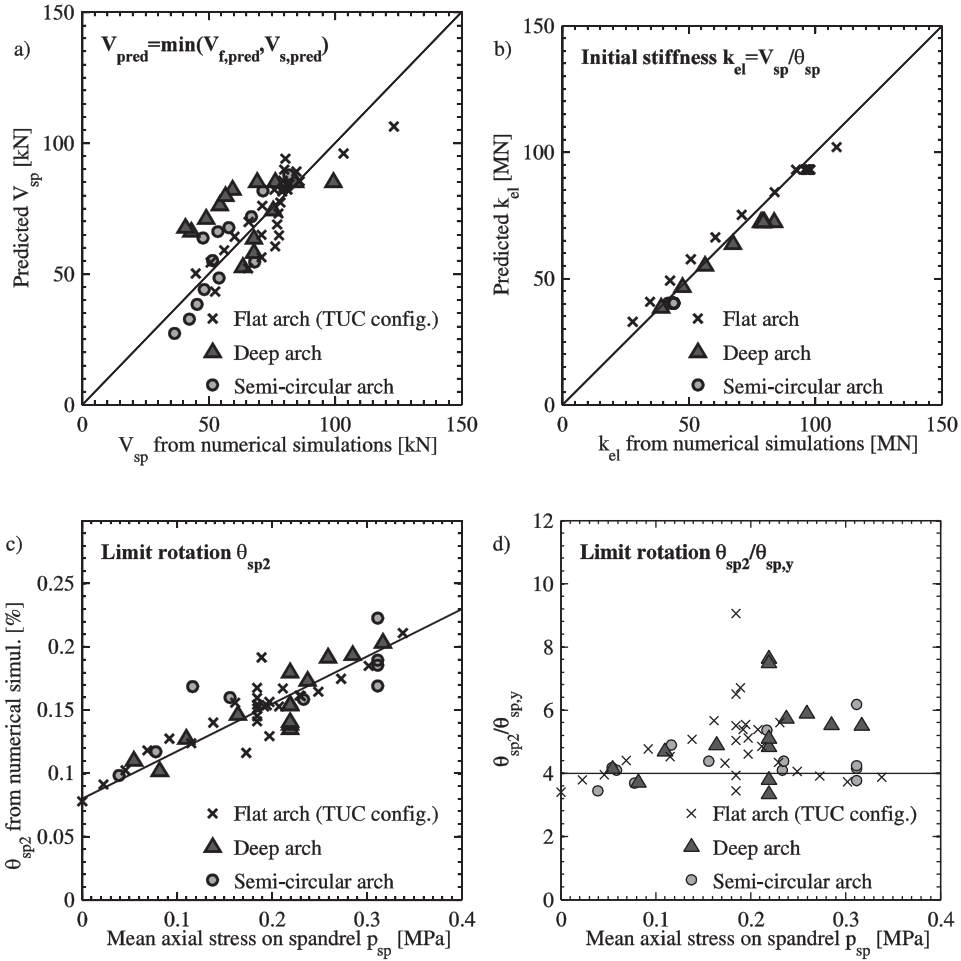 a)
V_pred=min(V_f,pred,V_s,pred)
150
100
50
0
Predicted V_sp [kN]
Flat arch (TUC config.)
Deep arch
Semi-circular arch
0 50 100 150
V_sp from numerical simulations [kN]
b)
Initial stiffness k_el=V_sp/θ_sp
150
100
50
0
Predicted k_el [MN]
Flat arch
Deep arch
Semi-circular arch
0 50 100 150
k_el from numerical simulations [MN]
c)
Limit rotation θ_sp2
0.25
0.2
0.15
0.1
0.05
0
θ_sp2 from numerical simul. [%]
Flat arch (TUC config.)
Deep arch
Semi-circular arch
0 0.1 0.2 0.3 0.4
Mean axial stress on spandrel p_sp [MPa]
d)
Limit rotation θ_sp2/θ_sp,y
12
10
8
6
4
2
0
θ_sp2/θ_sp,y
Flat arch (TUC config.)
Deep arch
Semi-circular arch
0 0.1 0.2 0.3 0.4
Mean axial stress on spandrel p_sp [MPa]